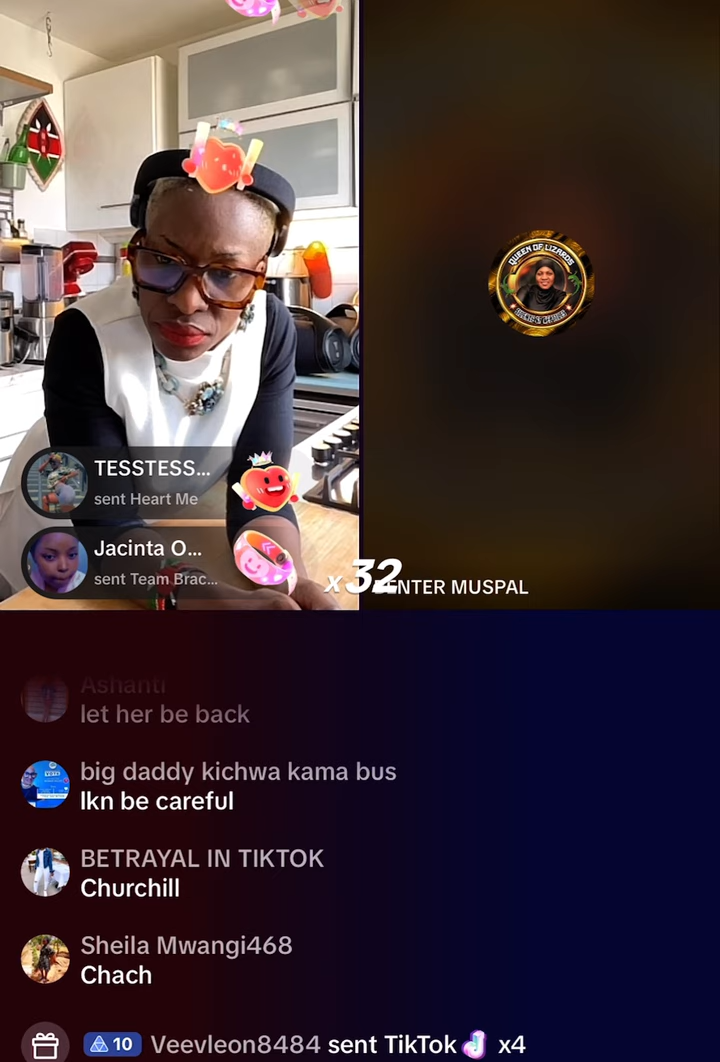 QUEEN OF LIZARDS
TESSTESS...
sent Heart Me
Jacinta O...
sent Team Brac...
x32
ENTER MUSPAL
Ashanti
let her be back
big daddy kichwa kama bus
lkn be careful
BETRAYAL IN TIKTOK
Churchill
Sheila Mwangi468
Chach
10 Veevleon8484 sent TikTok x4